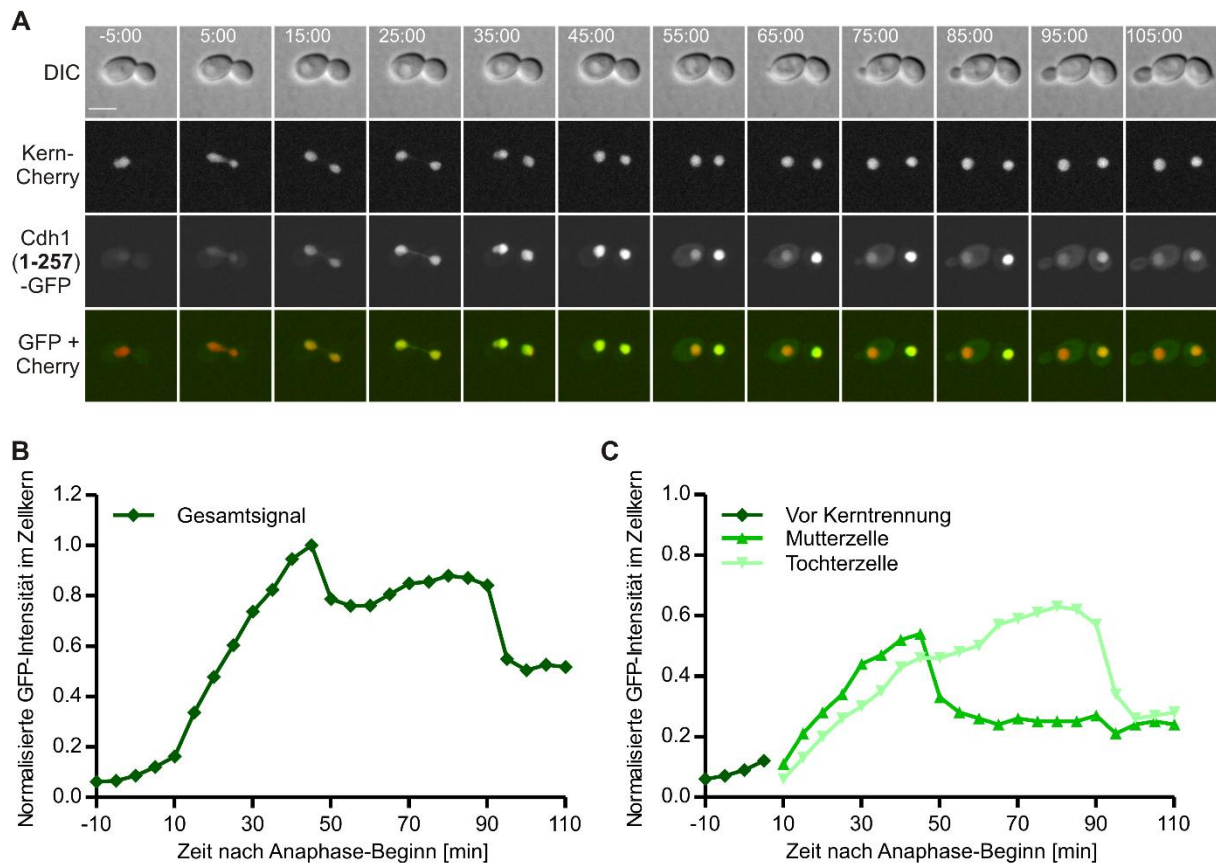 A
-5:00 5:00 15:00 25:00 35:00 45:00 55:00 65:00 75:00 85:00 95:00 105:00
DIC
Kern-
Cherry
Cdh1
(1-257)
-GFP
GFP +
Cherry
B
Normalisierte GFP-Intensität im Zellkern
1.2
1.0
0.8
0.6
0.4
0.2
0.0
Gesamtsignal
-10 10 30 50 70 90 110
Zeit nach Anaphase-Beginn [min]
C
Normalisierte GFP-Intensität im Zellkern
1.0
0.8
0.6
0.4
0.2
0.0
Vor Kerntrennung
Mutterzelle
Tochterzelle
-10 10 30 50 70 90 110
Zeit nach Anaphase-Beginn [min]